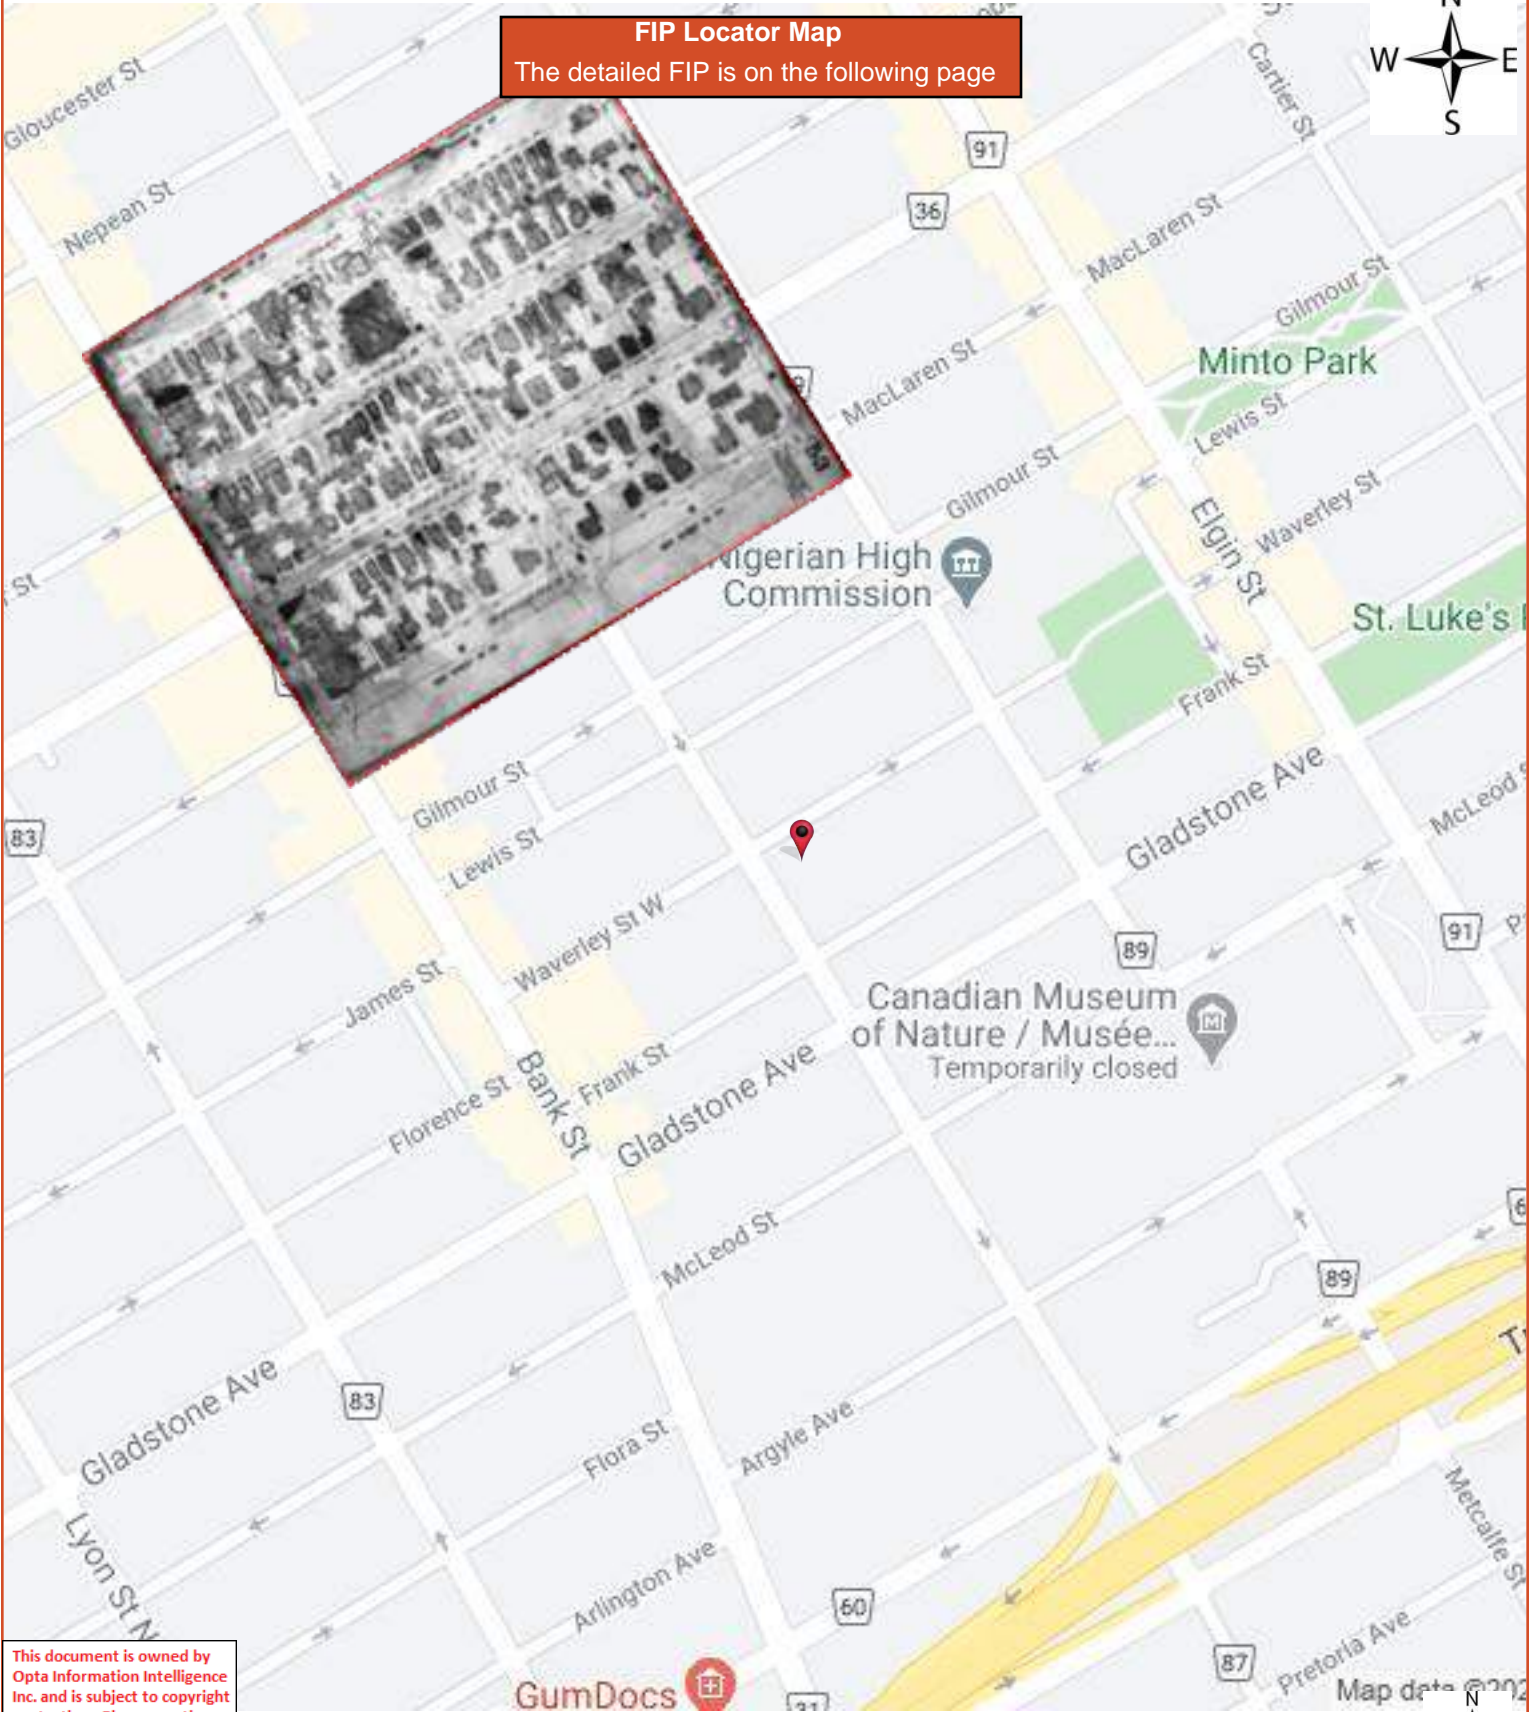 FIP Locator Map
The detailed FIP is on the following page
N
W
E
S
Gloucester St
Nepean St
Cartier St
91
36
MacLaren St
Gilmour St
Minto Park
Lewis St
MacLaren St
Gilmour St
Waverley St
Elgin St
Nigerian High
Commission
St. Luke's
St
Frank St
Gladstone Ave
McLeod
Gilmour St
83
Lewis St
Waverley St W
91
89
James St
Canadian Museum
of Nature / Musée...
Temporarily closed
Bank St
Frank St
Gladstone Ave
Florence St
McLeod St
89
Gladstone Ave
83
Flora St
Argyle Ave
Metcalfe St
Lyon St N
Arlington Ave
60
87
Pretoria Ave
GumDocs
31
Map data ©202
N
This document is owned by
Opta Information Intelligence
Inc. and is subject to copyright